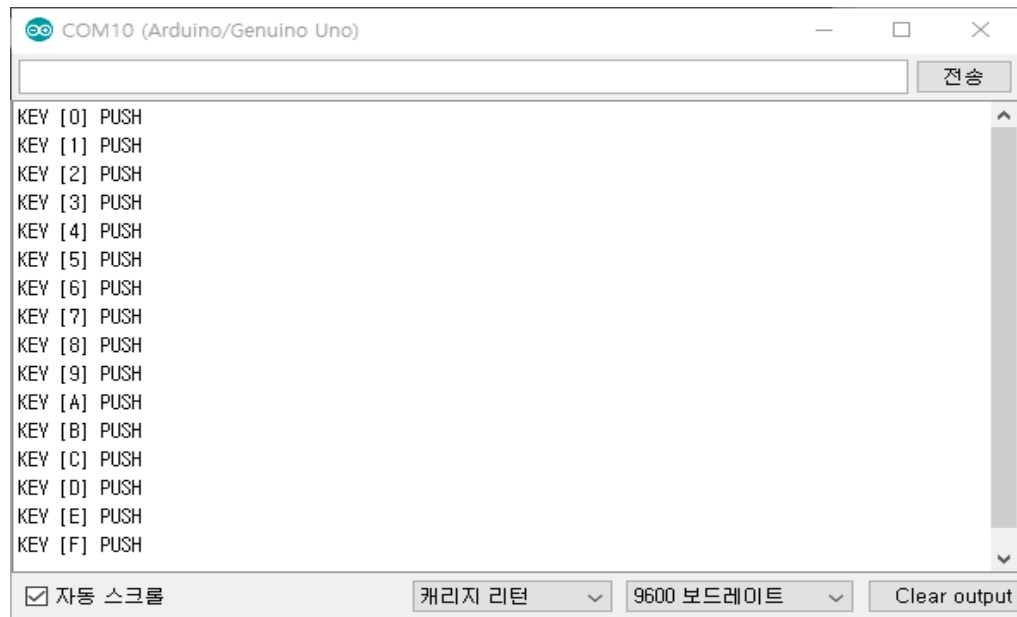 COM10 (Arduino/Genuino Uno)
전송
KEY [0] PUSH
KEY [1] PUSH
KEY [2] PUSH
KEY [3] PUSH
KEY [4] PUSH
KEY [5] PUSH
KEY [6] PUSH
KEY [7] PUSH
KEY [8] PUSH
KEY [9] PUSH
KEY [A] PUSH
KEY [B] PUSH
KEY [C] PUSH
KEY [D] PUSH
KEY [E] PUSH
KEY [F] PUSH
자동 스크롤 캐리지 리턴 9600 보드레이트 Clear output